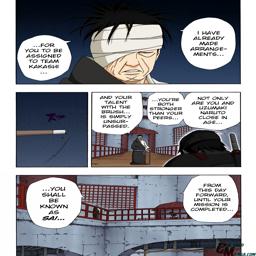 I HAVE
ALREADY
MADE
ARRANGE-
MENTS...
...FOR YOU
TO BE
ASSIGNED
TO TEAM
KAKASHI!
NOT ONLY
ARE YOU
AND
UZUMAKI
NARUTO
CLOSE IN
AGE...
...YOU'RE
BOTH
STRONGER
THAN YOUR
PEERS...
AND YOUR
TALENT
WITH THE
BRUSH...
...IS SIMPLY
UNSUR-
PASSED.
FROM
THIS DAY
FORWARD,
UNTIL YOUR
MISSION IS
COMPLETED...
...YOU
SHALL BE
KNOWN
AS
SAI.